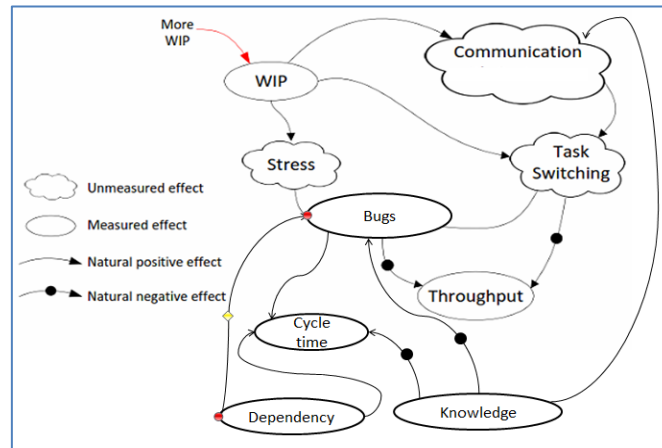 More
WIP
Communication
WIP
Task
Switching
Stress
Unmeasured effect
Bugs
Measured effect
Natural positive effect
Natural negative effect
Throughput
Cycle
time
Dependency
Knowledge